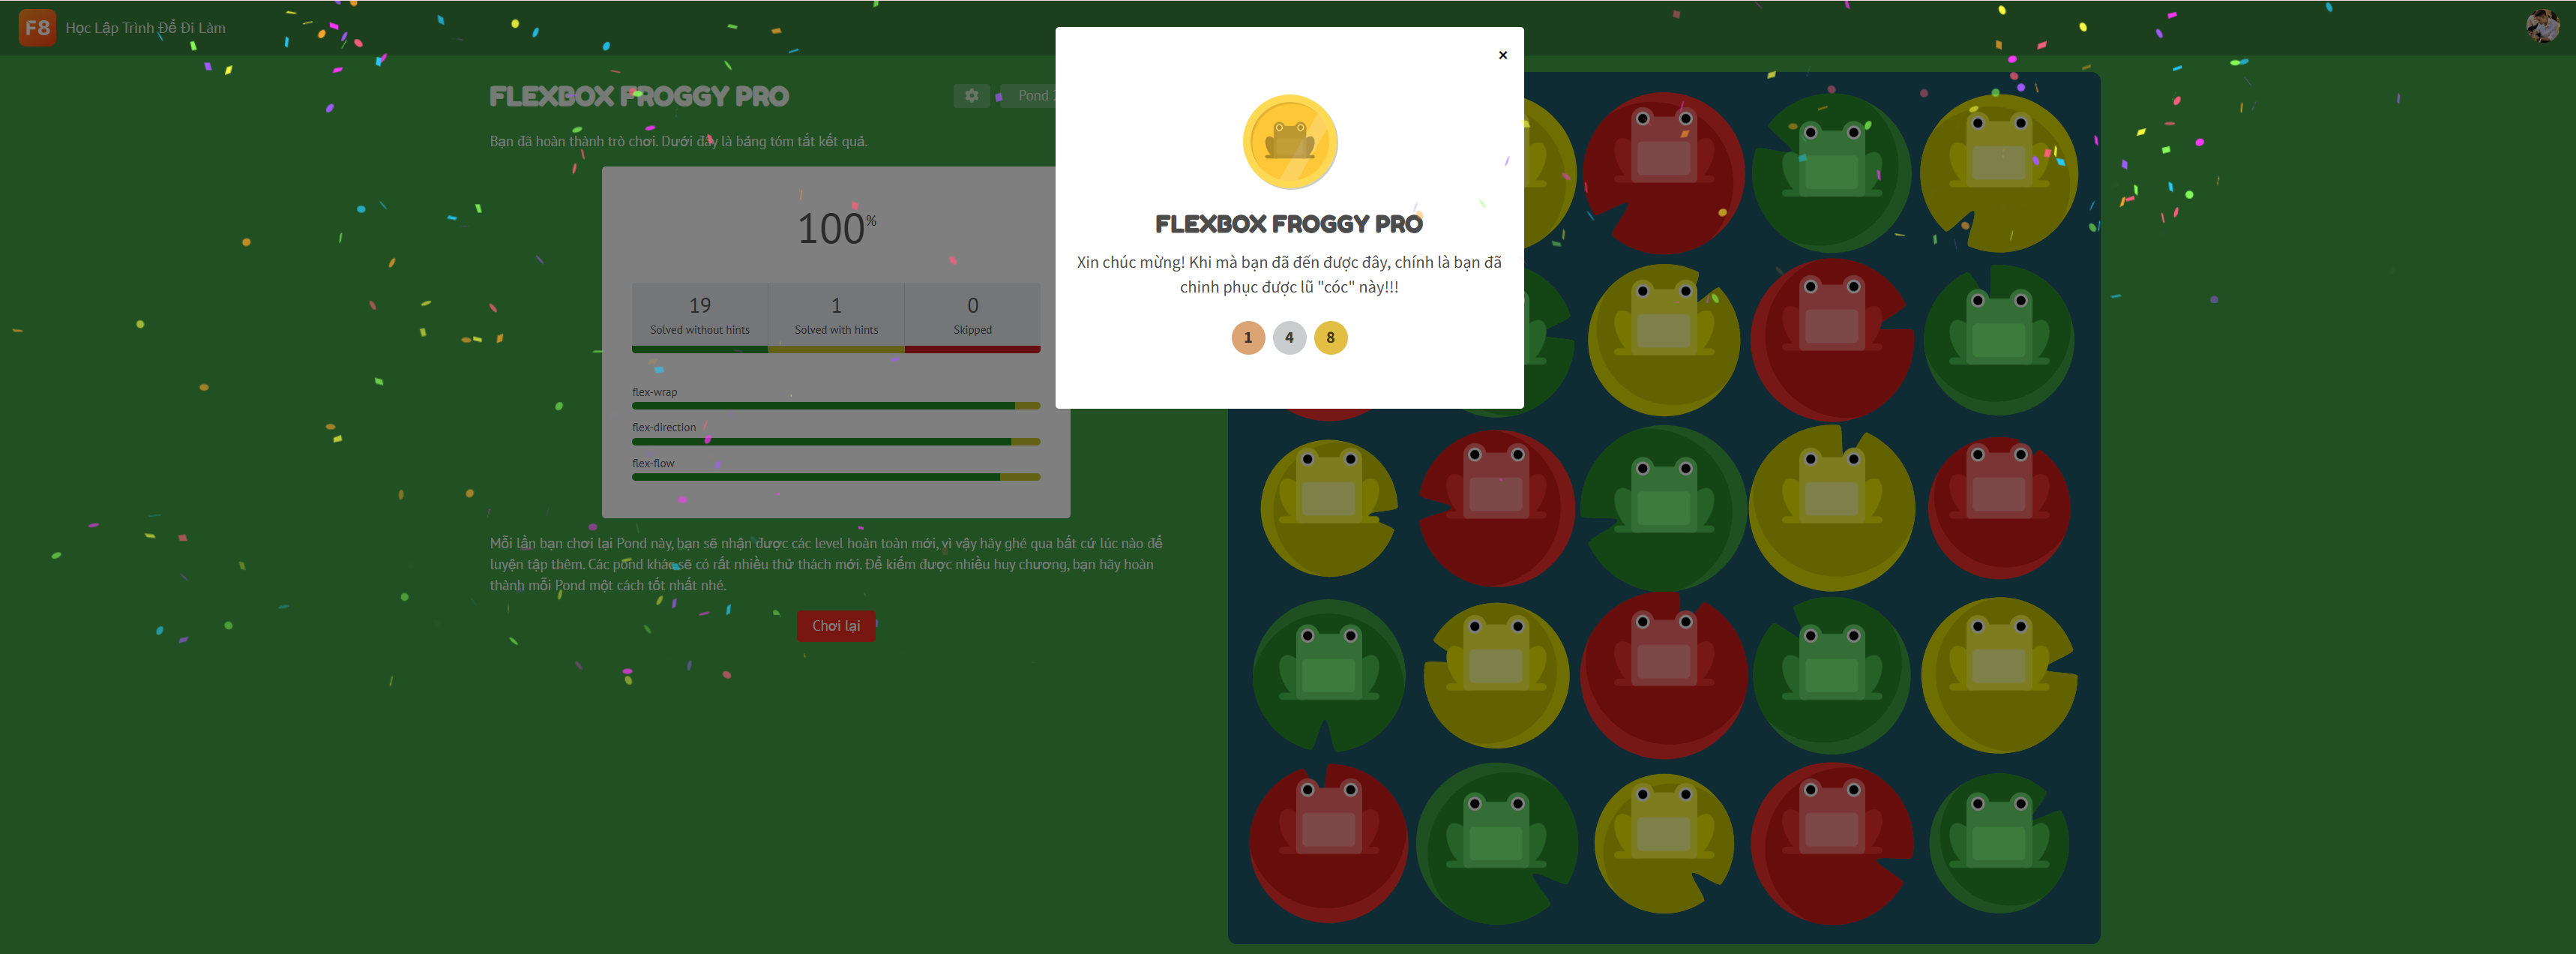 F8 Học Lập Trình Để Đi Làm
FLEXBOX FROGGY PRO
Pond
Bạn đã hoàn thành trò chơi. Dưới đây là bảng tóm tắt kết quả.
100%
19
Solved without hints
1
Solved with hints
0
Skipped
flex-wrap
flex-direction
flex-flow
Mỗi lần bạn chơi lại Pond này, bạn sẽ nhận được các level hoàn toàn mới, vì vậy hãy ghé qua bất cứ lúc nào để
luyện tập thêm. Các pond khác sẽ có rất nhiều thử thách mới. Để kiếm được nhiều huy chương, bạn hãy hoàn
thành mỗi Pond một cách tốt nhất nhé.
Chơi lại
×
FLEXBOX FROGGY PRO
Xin chúc mừng! Khi mà bạn đã đến được đây, chính là bạn đã
chinh phục được lũ "cóc" này!!!
1 4 8